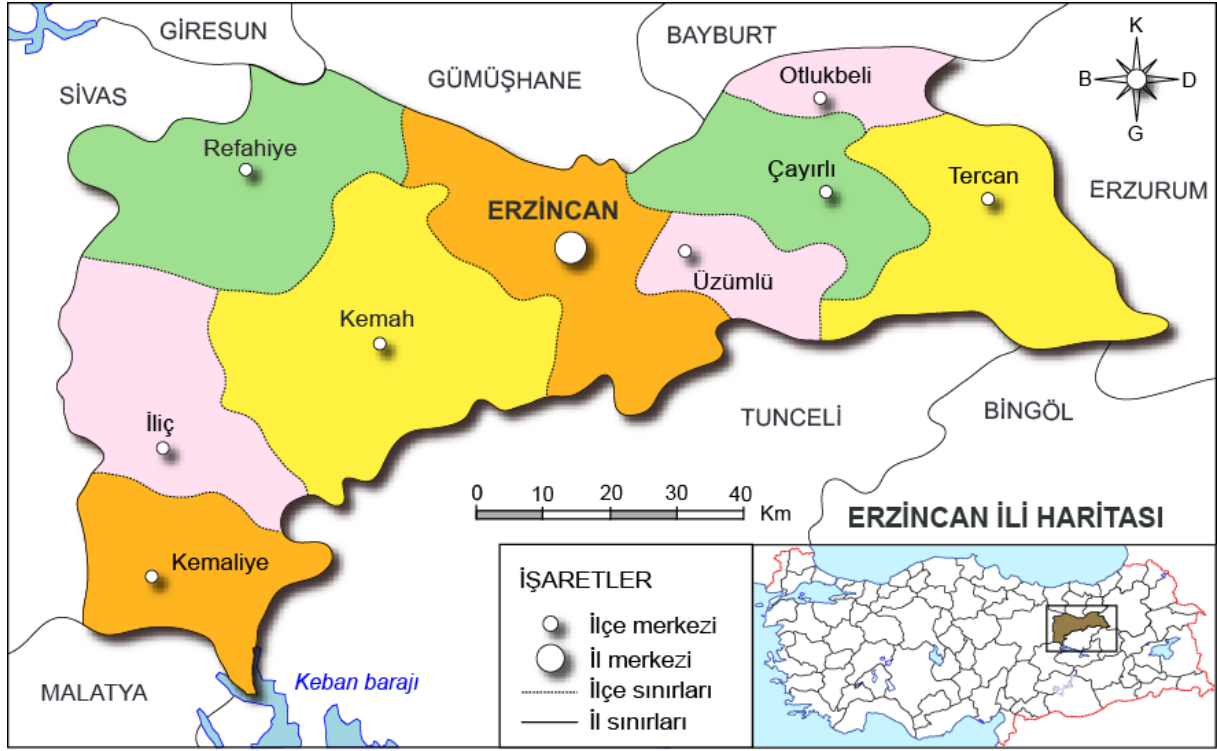 GİRESUN
BAYBURT
K
SİVAS
GÜMÜŞHANE
Otlukbeli
B
D
G
Refahiye
Çayırlı
Tercan
ERZURUM
ERZİNCAN
Üzümlü
Kemah
İliç
TUNCELİ
BİNGÖL
0 10 20 30 40
Km
ERZİNCAN İLİ HARİTASI
Kemaliye
İŞARETLER
İlçe merkezi
İl merkezi
İlçe sınırları
İl sınırları
MALATYA
Keban barajı